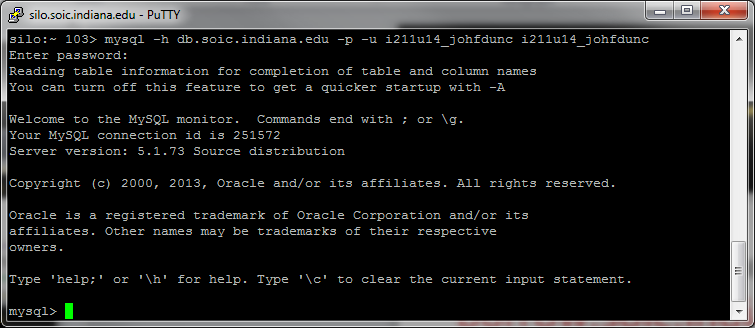 silo.soic.indiana.edu - PuTTY
silo:~ 103> mysql -h db.soic.indiana.edu -p -u i211u14_johfdunc i211u14_johfdunc
Enter password:
Reading table information for completion of table and column names
You can turn off this feature to get a quicker startup with -A
Welcome to the MySQL monitor.  Commands end with ; or \g.
Your MySQL connection id is 251572
Server version: 5.1.73 Source distribution
Copyright (c) 2000, 2013, Oracle and/or its affiliates. All rights reserved.
Oracle is a registered trademark of Oracle Corporation and/or its
affiliates. Other names may be trademarks of their respective
owners.
Type 'help;' or '\h' for help. Type '\c' to clear the current input statement.
mysql>